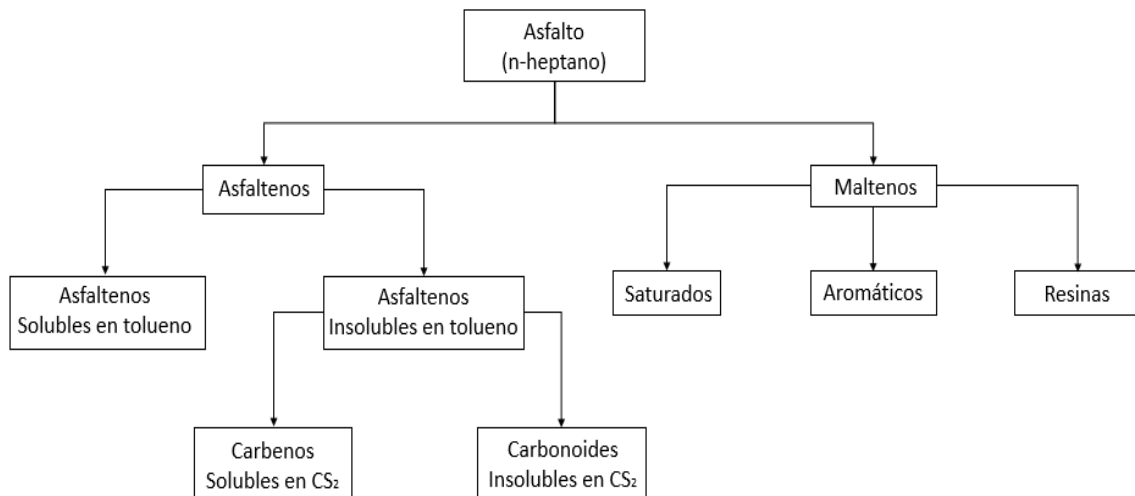 Asfalto
(n-heptano)
Asfaltenos
Maltenos
Asfaltenos
Solubles en tolueno
Asfaltenos
Insolubles en tolueno
Saturados
Aromáticos
Resinas
Carbenos
Solubles en CS₂
Carbonoides
Insolubles en CS₂